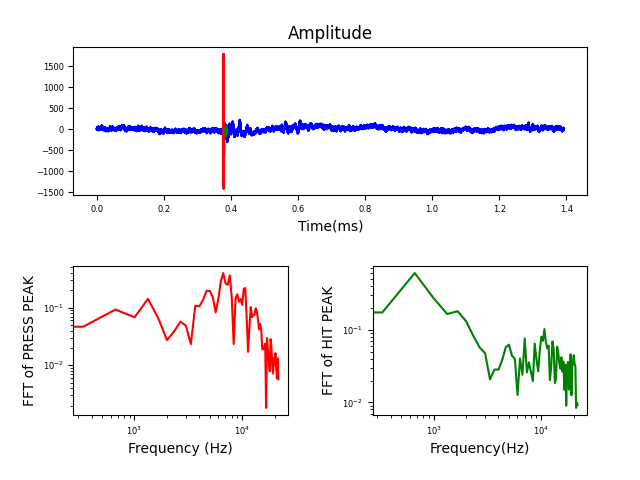 Amplitude
1500
1000
500
0
−500
−1000
−1500
0.0 0.2 0.4 0.6 0.8 1.0 1.2 1.4
Time(ms)
FFT of PRESS PEAK
10⁻¹
10⁻²
10³ 10⁴
Frequency (Hz)
FFT of HIT PEAK
10⁻¹
10⁻²
10³ 10⁴
Frequency(Hz)